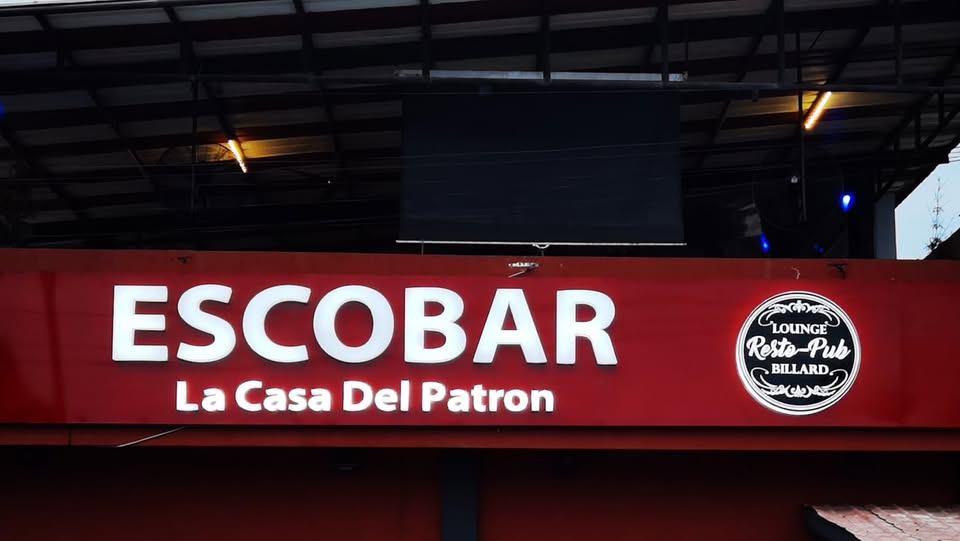 ESCOBAR
La Casa Del Patron
LOUNGE
Resto-Pub
BILLARD